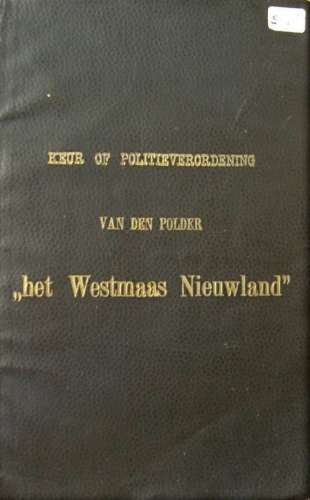 KEUR OF POLITIEVERORDENING
VAN DEN POLDER
„het Westmaas Nieuwland”